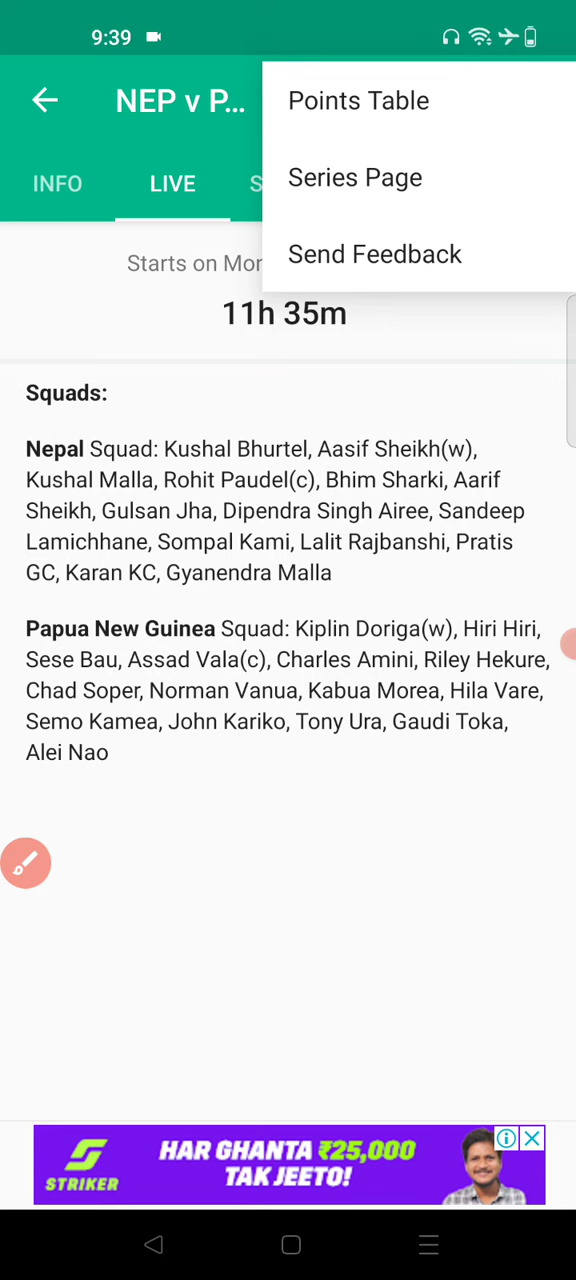 9:39
NEP v P...
Points Table
Series Page
Send Feedback
INFO
LIVE
S
Starts on Mor
11h 35m
Squads:
Nepal Squad: Kushal Bhurtel, Aasif Sheikh(w),
Kushal Malla, Rohit Paudel(c), Bhim Sharki, Aarif
Sheikh, Gulsan Jha, Dipendra Singh Airee, Sandeep
Lamichhane, Sompal Kami, Lalit Rajbanshi, Pratis
GC, Karan KC, Gyanendra Malla
Papua New Guinea Squad: Kiplin Doriga(w), Hiri Hiri,
Sese Bau, Assad Vala(c), Charles Amini, Riley Hekure,
Chad Soper, Norman Vanua, Kabua Morea, Hila Vare,
Semo Kamea, John Kariko, Tony Ura, Gaudi Toka,
Alei Nao
STRIKER
HAR GHANTA ₹25,000
TAK JEETO!